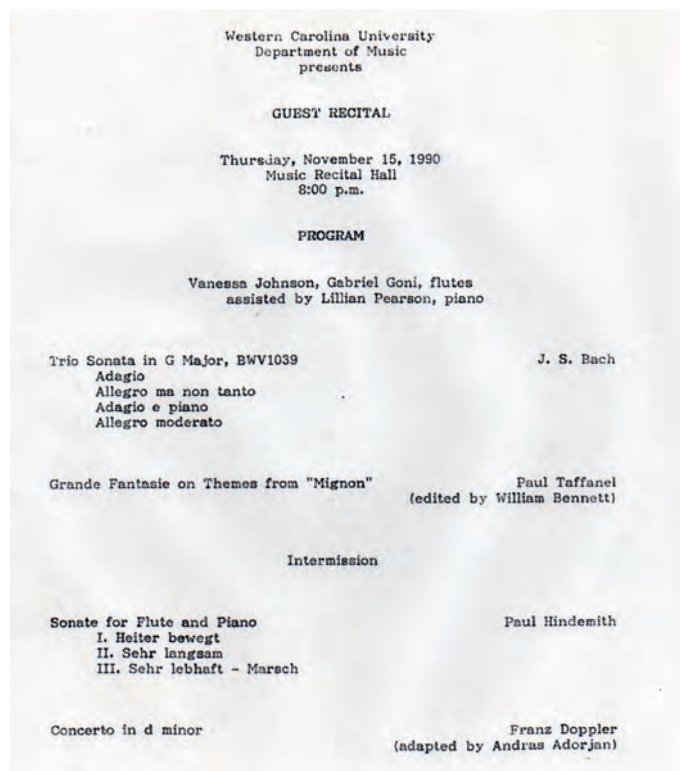 Western Carolina University
Department of Music
presents
GUEST RECITAL
Thursday, November 15, 1990
Music Recital Hall
8:00 p.m.
PROGRAM
Vanessa Johnson, Gabriel Goni, flutes
assisted by Lillian Pearson, piano
Trio Sonata in G Major, BWV1039 J. S. Bach
Adagio
Allegro ma non tanto
Adagio e piano
Allegro moderato
Grande Fantasie on Themes from "Mignon" Paul Taffanel
(edited by William Bennett)
Intermission
Sonate for Flute and Piano Paul Hindemith
I. Heiter bewegt
II. Sehr langsam
III. Sehr lebhaft - Marsch
Concerto in d minor Franz Doppler
(adapted by Andras Adorjan)